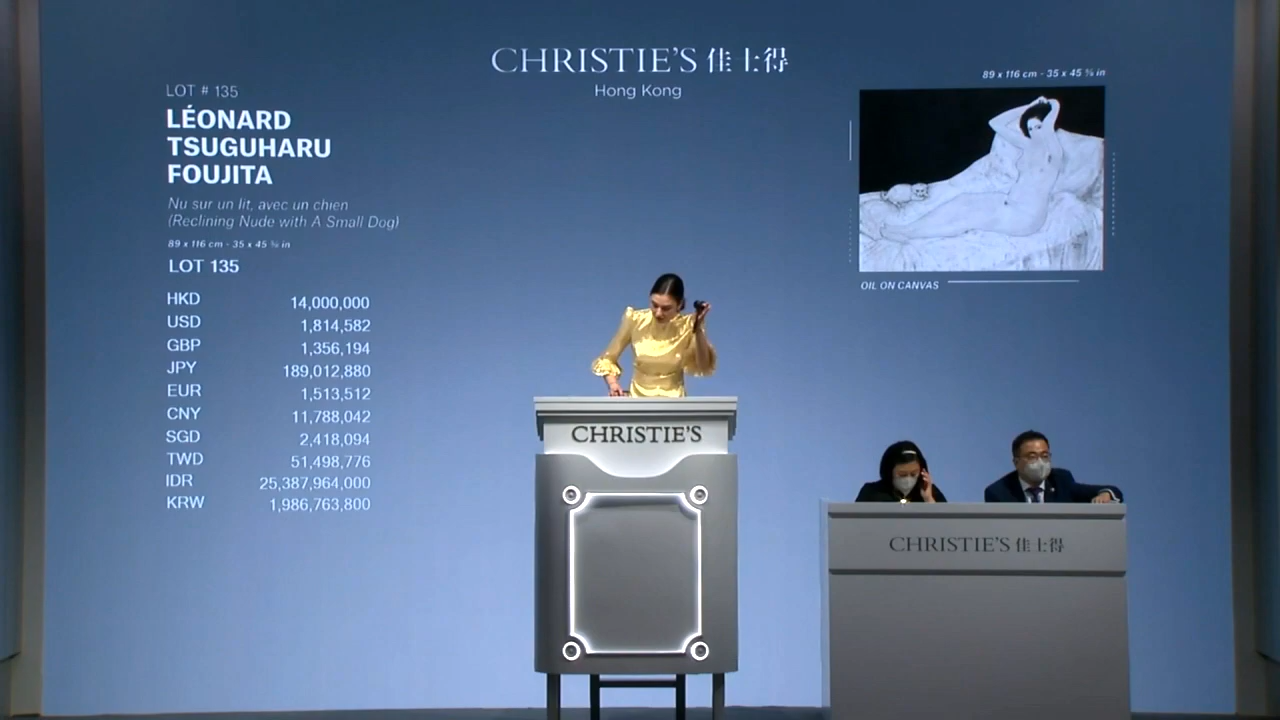 CHRISTIE'S 佳士得
Hong Kong
LOT # 135
LÉONARD
TSUGUHARU
FOUJITA
Nu sur un lit, avec un chien
(Reclining Nude with A Small Dog)
89 x 116 cm - 35 x 45 ⅝ in
LOT 135
HKD 14,000,000
USD 1,814,582
GBP 1,356,194
JPY 189,012,880
EUR 1,513,512
CNY 11,788,042
SGD 2,418,094
TWD 51,498,776
IDR 25,387,964,000
KRW 1,986,763,800
89 x 116 cm - 35 x 45 ⅝ in
OIL ON CANVAS
CHRISTIE'S
CHRISTIE'S 佳士得